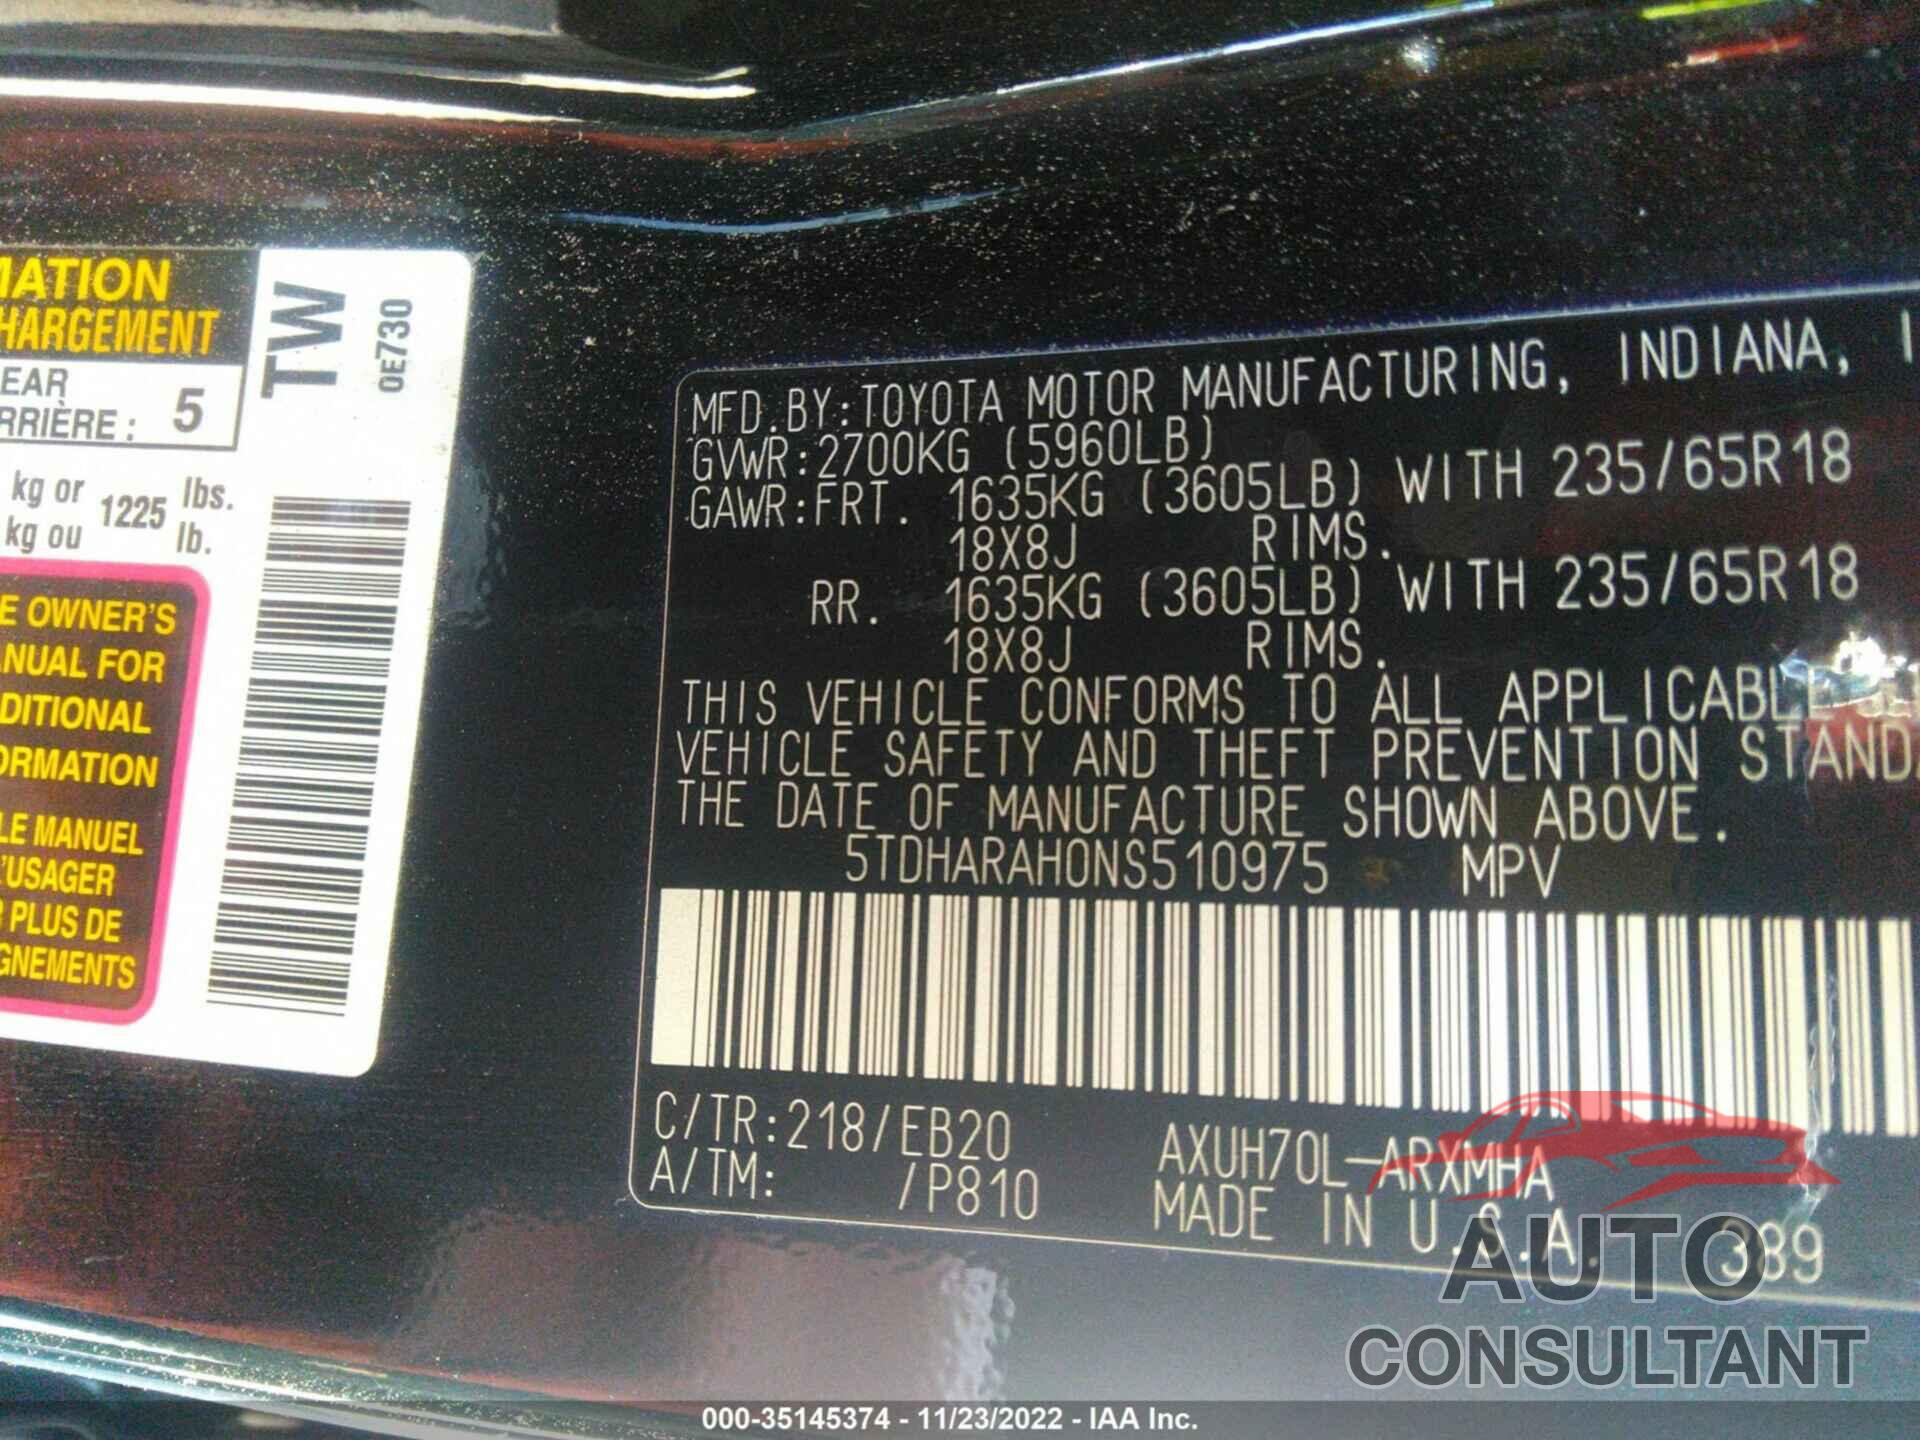 MATION
HARGEMENT
EAR
RRIÈRE : 5
kg or 1225 lbs.
kg ou lb.
E OWNER'S
NUAL FOR
DITIONAL
ORMATION
LE MANUEL
'USAGER
PLUS DE
GNEMENTS
TW
0E730
MFD.BY:TOYOTA MOTOR MANUFACTURING, INDIANA, I
GVWR:2700KG (5960LB)
GAWR:FRT. 1635KG (3605LB) WITH 235/65R18
18X8J RIMS.
RR. 1635KG (3605LB) WITH 235/65R18
18X8J RIMS.
THIS VEHICLE CONFORMS TO ALL APPLICABLE
VEHICLE SAFETY AND THEFT PREVENTION STANDA
THE DATE OF MANUFACTURE SHOWN ABOVE.
5TDHARAH0NS510975 MPV
C/TR:218/EB20 AXUH70L-ARXMHA
A/TM: /P810 MADE IN U.S.A. 339
AUTO
CONSULTANT
000-35145374 - 11/23/2022 - IAA Inc.